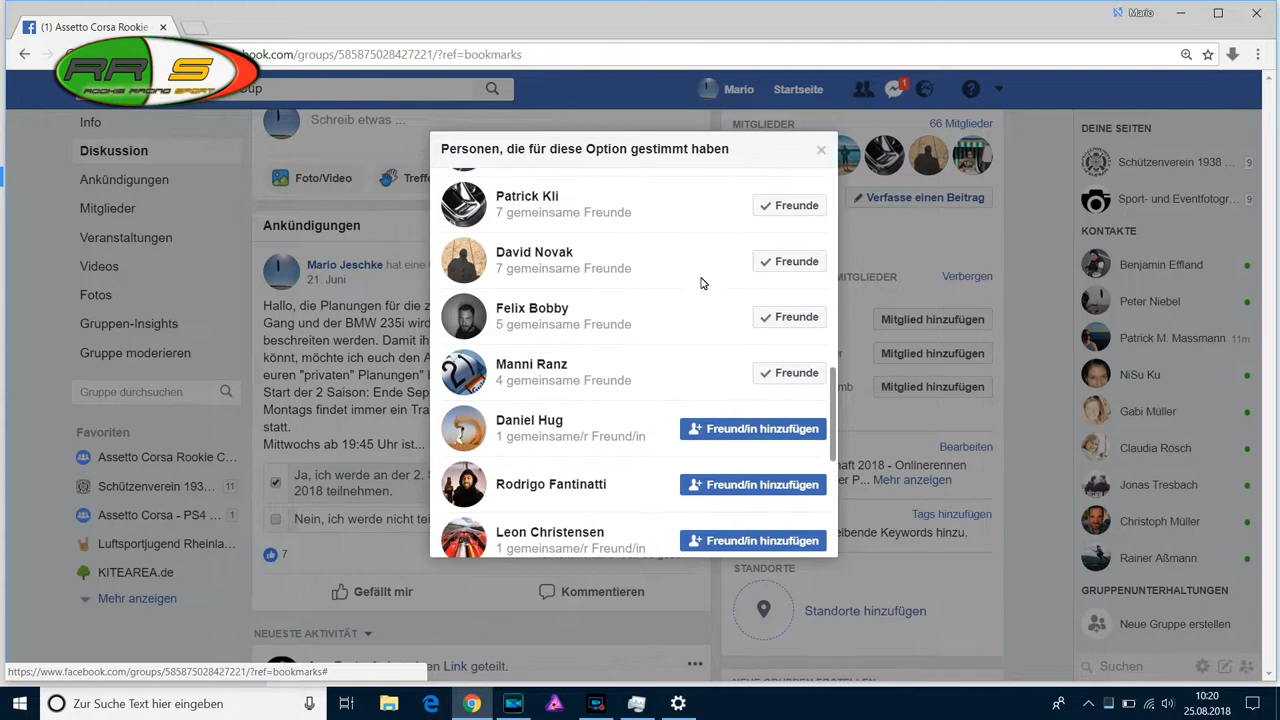 (1) Assetto Corsa Rookie
Mario
book.com/groups/585875028427221/?ref=bookmarks
RR S
ROOKIE RACING SPORT
Cup
Mario
Startseite
1
Info
Diskussion
Ankündigungen
Mitglieder
Veranstaltungen
Videos
Fotos
Gruppen-Insights
Gruppe moderieren
Gruppe durchsuchen
Favoriten
Assetto Corsa Rookie C...
Schützenverein 193... 11
Assetto Corsa - PS4 ... 1
Luftsportjugend Rheinla...
KITEAREA.de
Mehr anzeigen
https://www.facebook.com/groups/585875028427221/?ref=bookmarks#
Schreib etwas ...
Foto/Video
Treffe
Ankündigungen
Mario Jeschke hat eine
21. Juni
Hallo, die Planungen für die z
Gang und der BMW 235i wird
beschreiten werden. Damit ih
könnt, möchte ich euch den A
euren "privaten" Planungen
Start der 2 Saison: Ende Sep
Montags findet immer ein Tra
statt.
Mittwochs ab 19:45 Uhr ist...
Ja, ich werde an der 2.
2018 teilnehmen.
Nein, ich werde nicht tei
7
Gefällt mir
Kommentieren
NEUESTE AKTIVITÄT
en Link geteilt.
Personen, die für diese Option gestimmt haben
Patrick Kli
7 gemeinsame Freunde
Freunde
David Novak
7 gemeinsame Freunde
Freunde
Felix Bobby
5 gemeinsame Freunde
Freunde
Manni Ranz
4 gemeinsame Freunde
Freunde
Daniel Hug
1 gemeinsame/r Freund/in
Freund/in hinzufügen
Rodrigo Fantinatti
Freund/in hinzufügen
Leon Christensen
1 gemeinsame/r Freund/in
Freund/in hinzufügen
MITGLIEDER
66 Mitglieder
Verfasse einen Beitrag
MITGLIEDER
Verbergen
Mitglied hinzufügen
Mitglied hinzufügen
mb
Mitglied hinzufügen
Bearbeiten
aft 2018 - Onlinerennen
P... Mehr anzeigen
Tags hinzufügen
eibende Keywords hinzu.
STANDORTE
Standorte hinzufügen
DEINE SEITEN
Schützenverein 1938 ... 9
Sport- und Eventfotogr... 9
KONTAKTE
Benjamin Effland
Peter Niebel
Patrick M. Massmann 11m
NiSu Ku
Gabi Müller
Claudia Rösch
Jonas Tresbach
Christoph Müller
Rainer Aßmann
GRUPPENUNTERHALTUNGEN
Neue Gruppe erstellen
Suchen
Zur Suche Text hier eingeben
10:20
25.08.2018